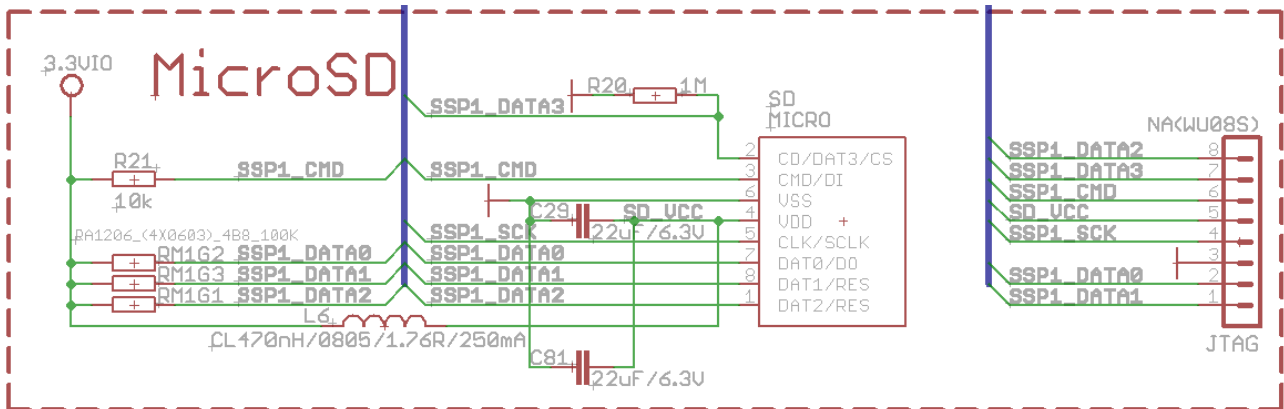 3.3VIO
MicroSD
R20 1M
SSP1_DATA3
SD
MICRO
NA(WU08S)
R21
10k
SSP1_CMD
SSP1_CMD
2 CD/DAT3/CS
3 CMD/DI
6 VSS
4 VDD
5 CLK/SCLK
7 DAT0/DO
8 DAT1/RES
1 DAT2/RES
C29
SD_VCC
22uF/6.3V
SSP1_SCK
RA1206_(4X0603)_4B8_100K
RM1G2 SSP1_DATA0
SSP1_DATA0
RM1G3 SSP1_DATA1
SSP1_DATA1
RM1G1 SSP1_DATA2
SSP1_DATA2
L6
CL470nH/0805/1.76R/250mA
C81
22uF/6.3V
SSP1_DATA2 8
SSP1_DATA3 7
SSP1_CMD 6
SD_VCC 5
SSP1_SCK 4
3
SSP1_DATA0 2
SSP1_DATA1 1
JTAG